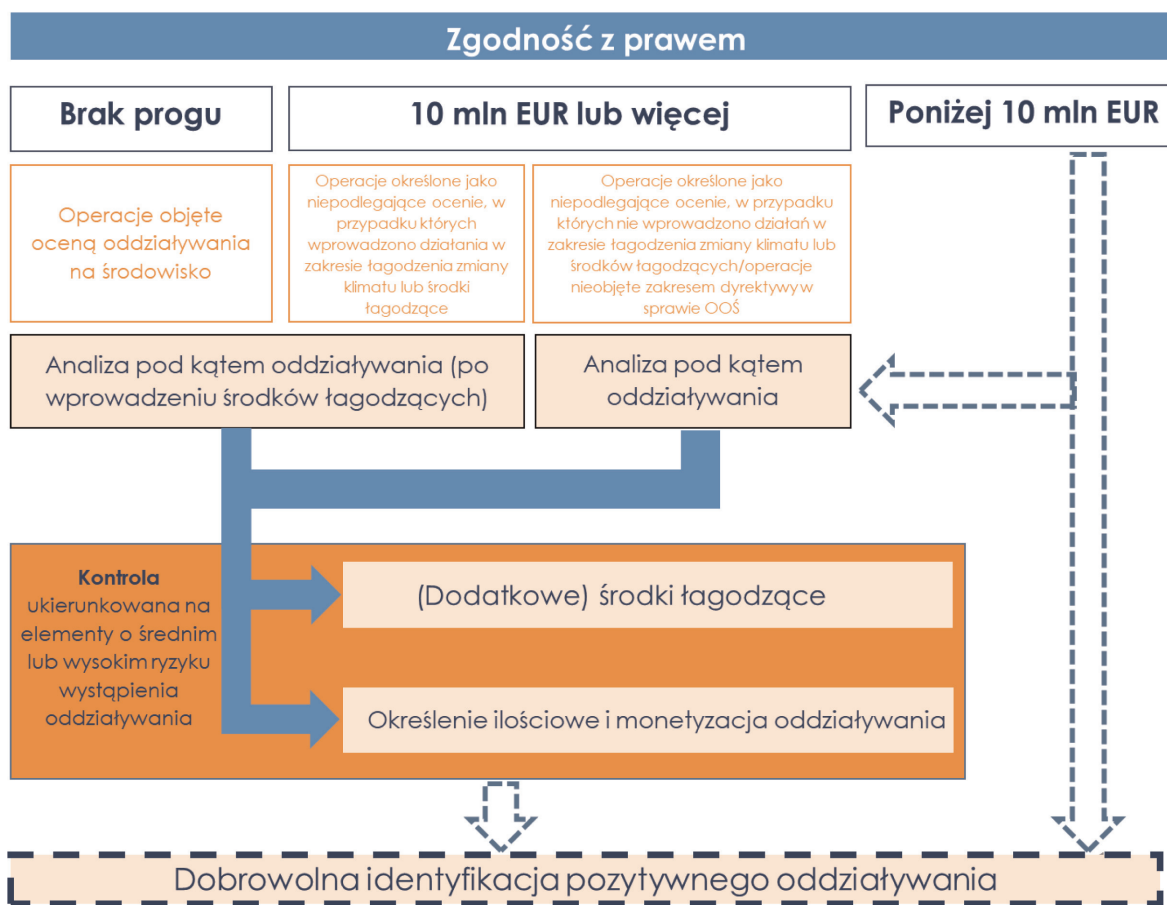 Zgodność z prawem
Brak progu
10 mln EUR lub więcej
Poniżej 10 mln EUR
Operacje objęte
oceną oddziaływania
na środowisko
Operacje określone jako
niepodlegające ocenie, w
przypadku których
wprowadzono działania w
zakresie łagodzenia zmiany
klimatu lub środki
łagodzące
Operacje określone jako
niepodlegające ocenie, w przypadku
których nie wprowadzono działań w
zakresie łagodzenia zmiany klimatu lub
środków łagodzących/operacje
nieobjęte zakresem dyrektywy w
sprawie OOŚ
Analiza pod kątem oddziaływania (po
wprowadzeniu środków łagodzących)
Analiza pod kątem
oddziaływania
Kontrola
ukierunkowana na
elementy o średnim
lub wysokim ryzyku
wystąpienia
oddziaływania
(Dodatkowe) środki łagodzące
Określenie ilościowe i monetyzacja oddziaływania
Dobrowolna identyfikacja pozytywnego oddziaływania